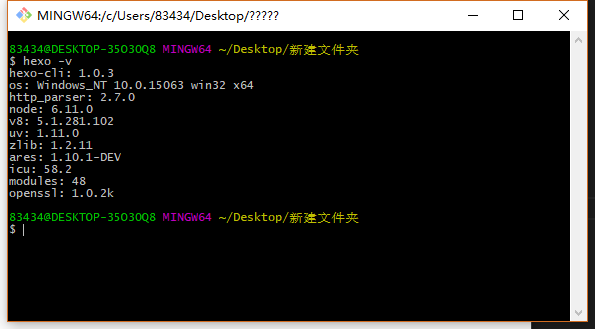 MINGW64:/c/Users/83434/Desktop/?????
83434@DESKTOP-35O30Q8 MINGW64 ~/Desktop/新建文件夹
$ hexo -v
hexo-cli: 1.0.3
os: Windows_NT 10.0.15063 win32 x64
http_parser: 2.7.0
node: 6.11.0
v8: 5.1.281.102
uv: 1.11.0
zlib: 1.2.11
ares: 1.10.1-DEV
icu: 58.2
modules: 48
openssl: 1.0.2k
83434@DESKTOP-35O30Q8 MINGW64 ~/Desktop/新建文件夹
$